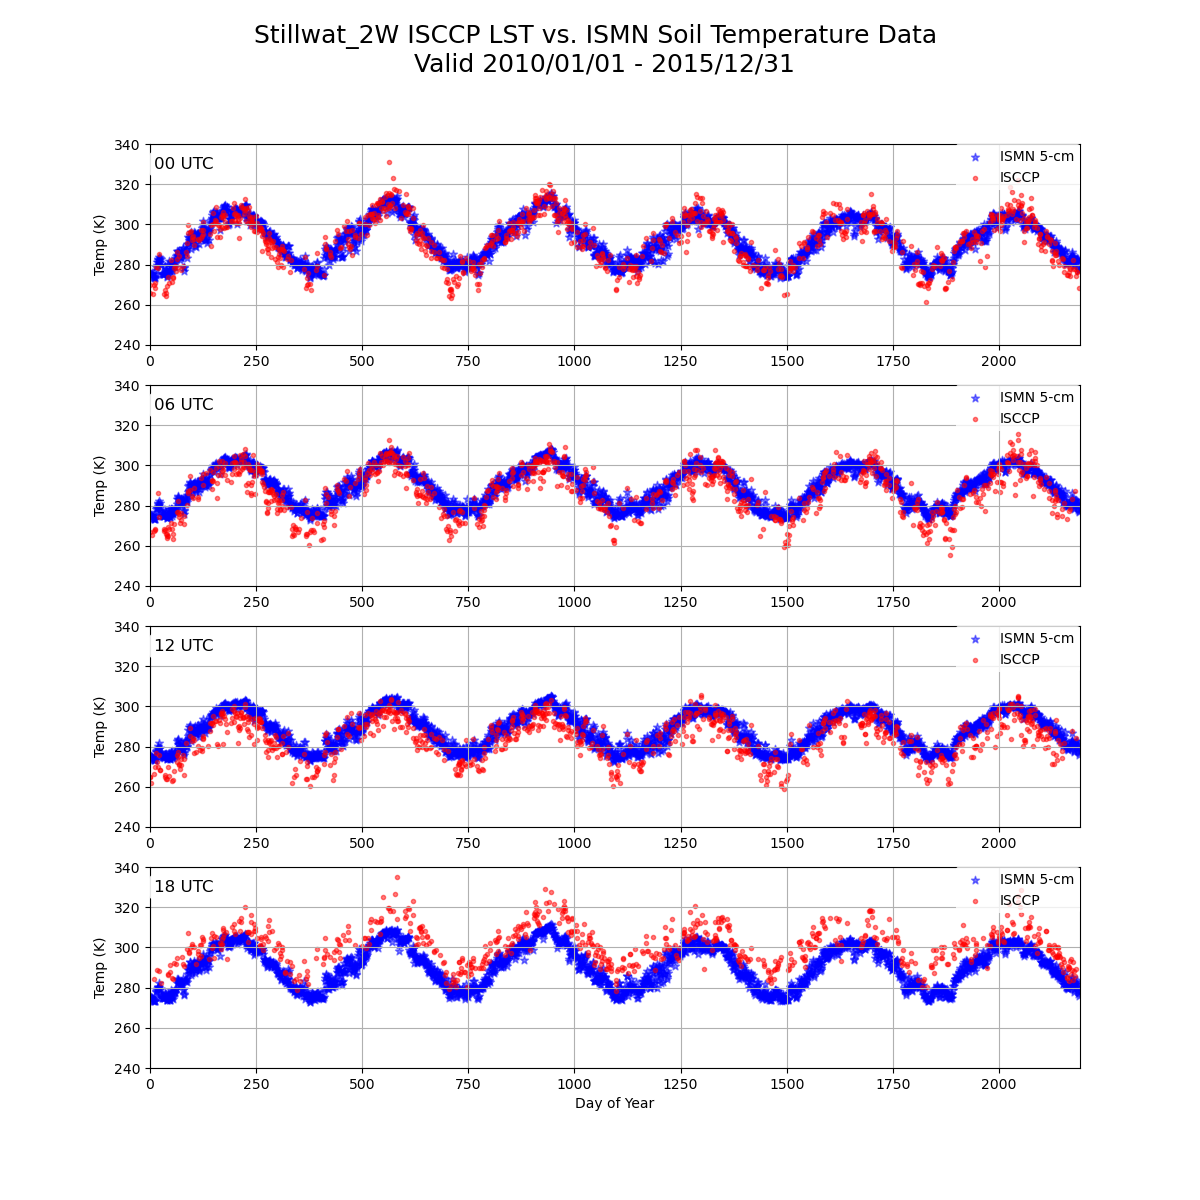 Stillwat_2W ISCCP LST vs. ISMN Soil Temperature Data
Valid 2010/01/01 - 2015/12/31
340
320
300
280
260
240
Temp (K)
00 UTC
ISMN 5-cm
ISCCP
0 250 500 750 1000 1250 1500 1750 2000
340
320
300
280
260
240
Temp (K)
06 UTC
ISMN 5-cm
ISCCP
0 250 500 750 1000 1250 1500 1750 2000
340
320
300
280
260
240
Temp (K)
12 UTC
ISMN 5-cm
ISCCP
0 250 500 750 1000 1250 1500 1750 2000
340
320
300
280
260
240
Temp (K)
18 UTC
ISMN 5-cm
ISCCP
0 250 500 750 1000 1250 1500 1750 2000
Day of Year